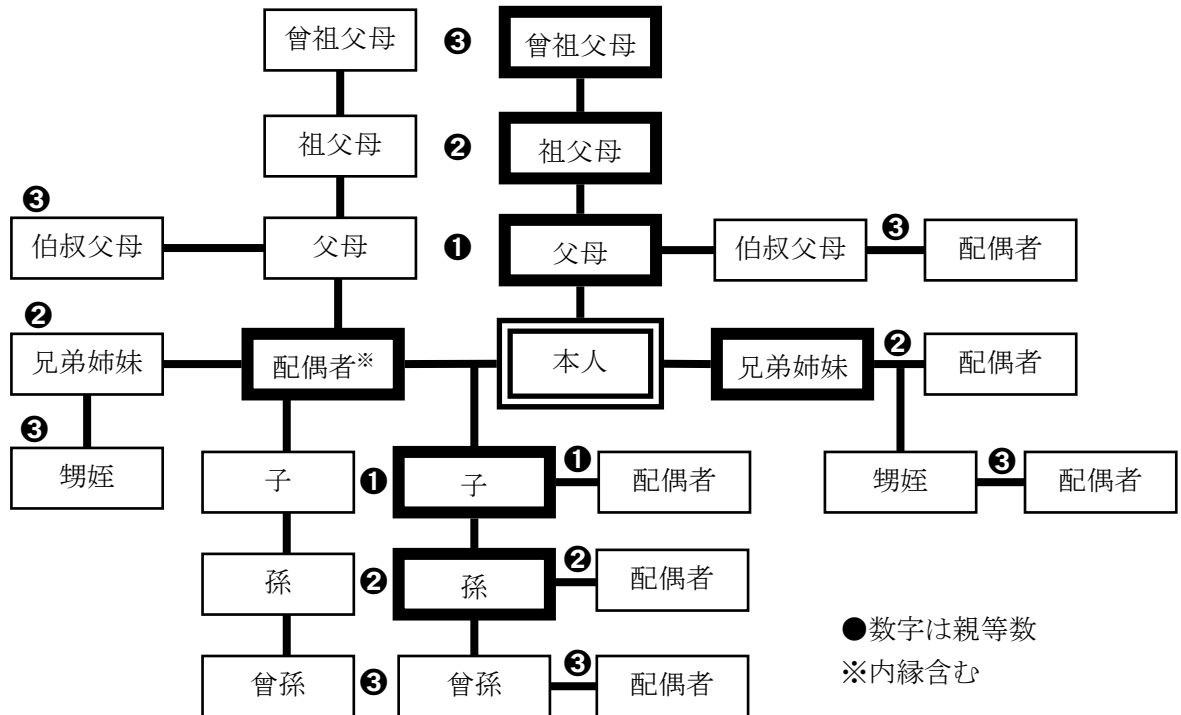 曾祖父母 ❸ 曾祖父母
祖父母 ❷ 祖父母
❸
伯叔父母 父母 ❶ 父母 伯叔父母 ❸ 配偶者
❷
兄弟姉妹 配偶者※ 本人 兄弟姉妹 ❷ 配偶者
❸
甥姪 子 ❶ 子 ❶ 配偶者 甥姪 ❸ 配偶者
孫 ❷ 孫 ❷ 配偶者
曾孫 ❸ 曾孫 ❸ 配偶者
●数字は親等数
※内縁含む